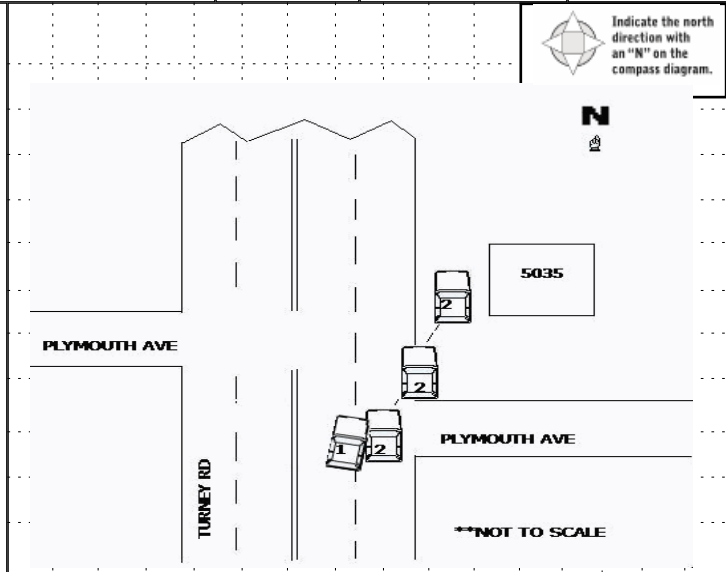 Indicate the north
direction with
an “N” on the
compass diagram.
N
5035
2
PLYMOUTH AVE
2
1
2
PLYMOUTH AVE
TURNEY RD
**NOT TO SCALE